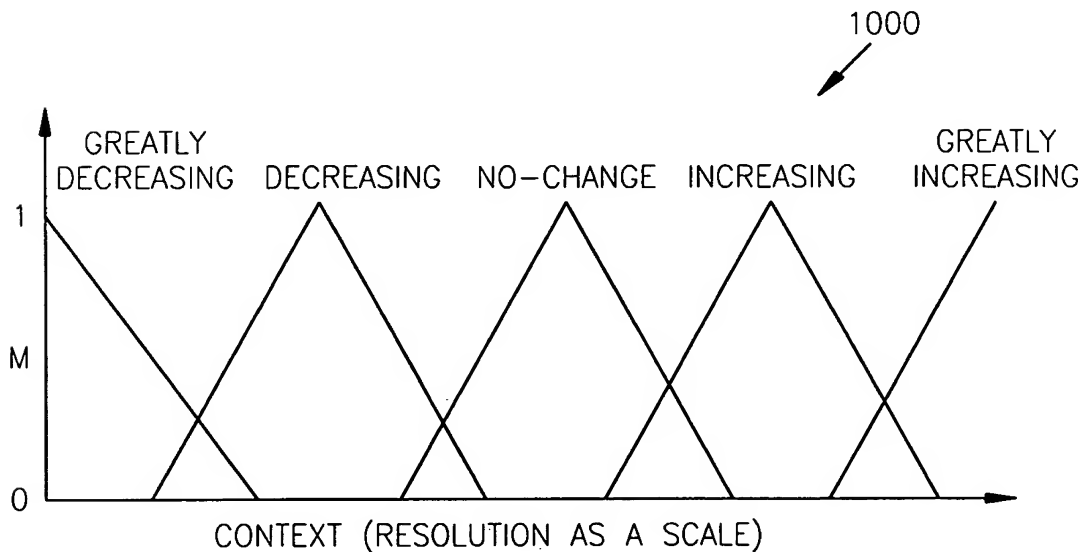 1000
GREATLY
DECREASING
DECREASING
NO-CHANGE
INCREASING
GREATLY
INCREASING
1
M
0
CONTEXT (RESOLUTION AS A SCALE)